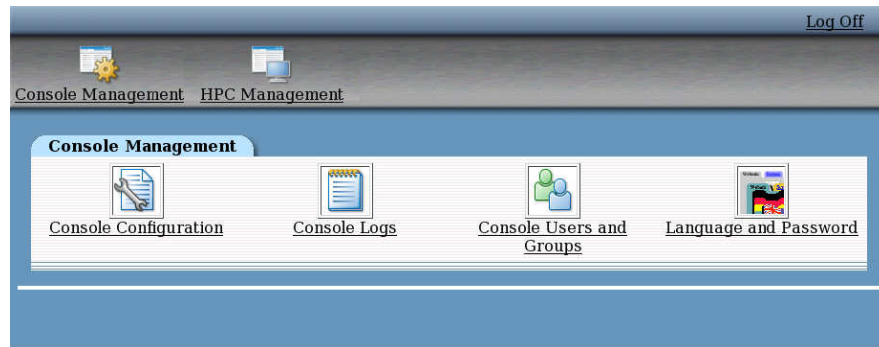 Log Off
Console Management HPC Management
Console Management
Console Configuration Console Logs Console Users and Language and Password
Groups